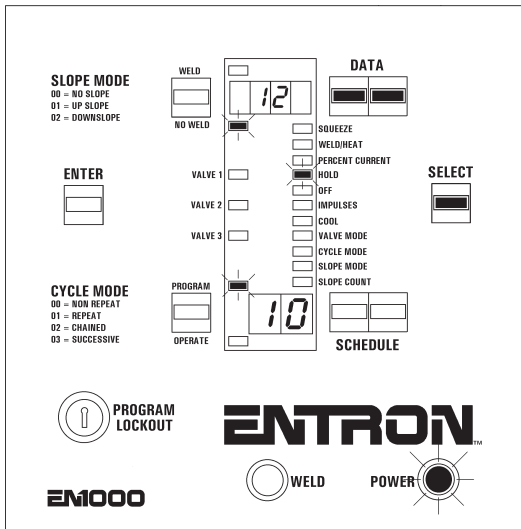 WELD
12
NO WELD
DATA
SLOPE MODE
00 = NO SLOPE
01 = UP SLOPE
02 = DOWNSLOPE
SQUEEZE
WELD/HEAT
PERCENT CURRENT
HOLD
OFF
IMPULSES
COOL
VALVE MODE
CYCLE MODE
SLOPE MODE
SLOPE COUNT
ENTER
VALVE 1
VALVE 2
VALVE 3
SELECT
CYCLE MODE
00 = NON REPEAT
01 = REPEAT
02 = CHAINED
03 = SUCCESSIVE
PROGRAM
10
OPERATE
SCHEDULE
PROGRAM
LOCKOUT
ENTRON™
WELD
POWER
EN1000